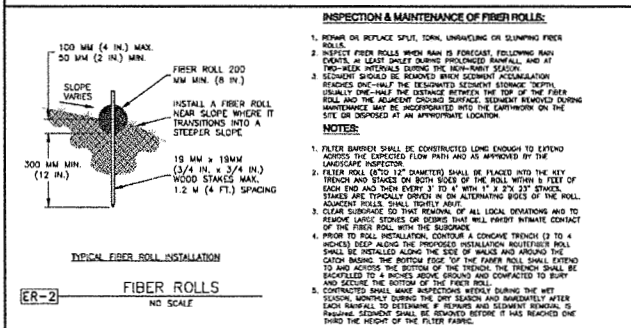 INSPECTION & MAINTENANCE OF FIBER ROLLS:
1. REPAIR OR REPLACE SPLIT, TORN, UNRAVELING OR SLUMPING FIBER
ROLLS.
2. INSPECT FIBER ROLLS WHEN RAIN IS FORECAST, FOLLOWING RAIN
EVENTS, AT LEAST DAILEY DURING PROLONGED RAINFALL, AND AT
TWO-WEEK INTERVALS DURING THE NON-RAINY SEASON.
3. SEDIMENT SHOULD BE REMOVED WHEN SEDIMENT ACCUMULATION
REACHES ONE-HALF THE DESIGNATED SEDIMENT STORAGE "DEPTH,
USUALLY ONE-HALF THE DISTANCE BETWEEN THE TOP OF THE FIBER
ROLL AND THE ADJACENT GROUND SURFACE, SEDIMENT REMOVED DURING
MAINTENANCE MAY BE INCORPORATED INTO THE EARTHWORK ON THE
SITE OR DISPOSED AT AN APPROPRIATE LOCATION.
NOTES:
1. FILTER BARRIER SHALL BE CONSTRUCTED LONG ENOUGH TO EXTEND
ACROSS THE EXPECTED FLOW PATH AND AS APPROVED BY THE
LANDSCAPE INSPECTOR.
2. FILTER ROLL (8"TO 12" DIAMETER) SHALL BE PLACED INTO THE KEY
TRENCH AND STAKES ON BOTH SIDES OF THE ROLL WITHIN 6 FEET OF
EACH END AND THEN EVERY 3' TO 4' WITH 1" X 2"X 23" STAKES.
STAKES ARE TYPICALLY DRIVEN IN ON ALTERNATING SIDES OF THE ROLL.
ADJACENT ROLLS, SHALL TIGHTLY ABUT.
3. CLEAR SUBGRADE SO THAT REMOVAL OF ALL LOCAL DEVIATIONS AND TO
REMOVE LARGE STONES OR DEBRIS THAT WILL INHIBIT INTIMATE CONTACT
OF THE FIBER ROLL WITH THE SUBGRADE
4. PRIOR TO ROLL INSTALLATION, CONTOUR A CONCAVE TRENCH (3 TO 4
INCHES) DEEP ALONG THE PROPOSED INSTALLATION ROUTEFIBER ROLL
SHALL BE INSTALLED ALONG THE SIDE OF WALKS AND AROUND THE
CATCH BASING. THE BOTTOM EDGE "OF THE FABER ROLL SHALL EXTEND
TO AND ACROSS THE BOTTOM OF THE TRENCH. THE TRENCH SHALL BE
BACKFILLED TO 4 INCHES ABOVE GROUND AND COMPACTED TO BURY
AND SECURE THE BOTTOM OF THE FIBER ROLL.
5. CONTRACTED SHALL MAKE INSPECTIONS WEEKLY DURING THE WET
SEASON, MONTHLY DURING THE DRY SEASON AND IMMEDIATELY AFTER
EACH RAINFALL TO DETERMINE IF REPAIRS AND SEDIMENT REMOVAL IS
Required. SEDIMENT SHALL BE REMOVED BEFORE IT HAS REACHED ONE
THIRD THE HEIGHT OF THE FILTER FABRIC.
100 MM (4 IN.) MAX.
50 MM (2 IN.) MIN.
FIBER ROLL 200
MM MIN. (8 IN.)
SLOPE
VARIES
INSTALL A FIBER ROLL
NEAR SLOPE WHERE IT
TRANSITIONS INTO A
STEEPER SLOPE
300 MM MIN.
(12 IN.)
19 MM x 19MM
(3/4 IN. x 3/4 IN.)
WOOD STAKES MAX.
1.2 M (4 FT.) SPACING
TYPICAL FIBER ROLL INSTALLATION
ER-2
FIBER ROLLS
NO SCALE